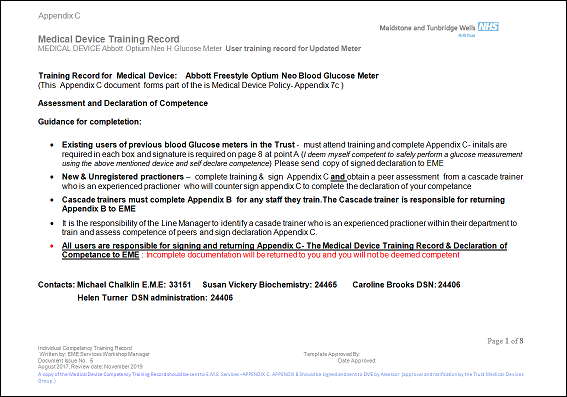 Appendix C
Maidstone and Tunbridge Wells NHS
NHS Trust
Medical Device Training Record
MEDICAL DEVICE Abbott Optium Neo H Glucose Meter User training record for Updated Meter
Training Record for Medical Device: Abbott Freestyle Optium Neo Blood Glucose Meter
(This Appendix C document forms part of the is Medical Device Policy- Appendix 7c )
Assessment and Declaration of Competence
Guidance for completetion:
• Existing users of previous blood Glucose meters in the Trust - must attend training and complete Appendix C- initals are
required in each box and signature is required on page 8 at point A (I deem myself competent to safely perform a glucose measurement
using the above mentioned device and self declare competence) Please send copy of signed declaration to EME
• New & Unregistered practioners – complete training & sign Appendix C and obtain a peer assessment from a cascade trainer
who is an experienced practioner who will counter sign appendix C to complete the declaration of your competance
• Cascade trainers must complete Appendix B for any staff they train.The Cascade trainer is responsible for returning
Appendix B to EME
• It is the responsibility of the Line Manager to identify a casade trainer who is an experienced practioner within their department to
train and assess competence of peers and sign declaration Appendix C.
• All users are responsible for signing and returning Appendix C- The Medical Device Training Record & Declaration of
Competance to EME : Incomplete documentation will be returned to you and you will not be deemed competent
Contacts: Michael Chalklin E.M.E: 33151 Susan Vickery Biochemistry: 24465 Caroline Brooks DSN: 24406
Helen Turner DSN administration: 24406
Page 1 of 8
Individual Competency Training Record
Written by: EME Services Workshop Manager Template Approved By:
Document Issue No. 6 Date Approved:
August 2017, Review date: November 2019
A copy of the Medical Device Competency Training Record should be sent to E.M.E. Services – APPENDIX C. APPENDIX B Should be signed and sent to EME by Assessor (approval and ratification by the Trust Medical Devices
Group.)